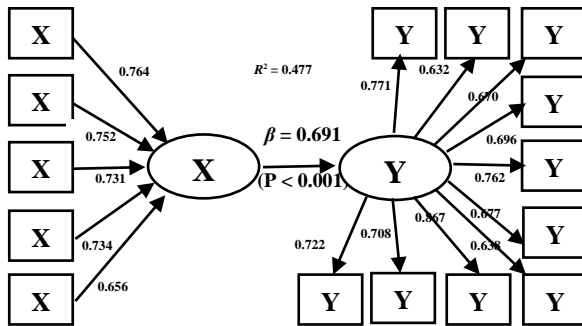 X
X
X
X
X
0.764
0.752
0.731
0.734
0.656
X
R² = 0.477
β = 0.691
(P < 0.001)
Y
Y
Y
Y
Y
Y
Y
Y
Y
Y
Y
0.771
0.632
0.670
0.696
0.762
0.677
0.638
0.867
0.708
0.722